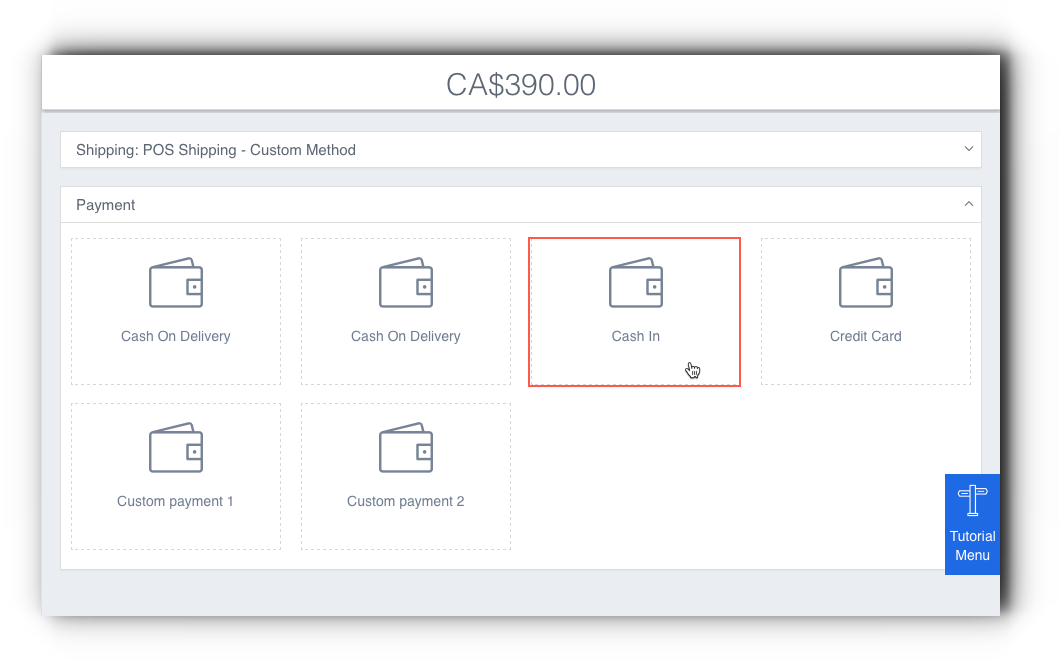 CA$390.00
Shipping: POS Shipping - Custom Method
Payment
Cash On Delivery
Cash On Delivery
Cash In
Credit Card
Custom payment 1
Custom payment 2
Tutorial
Menu